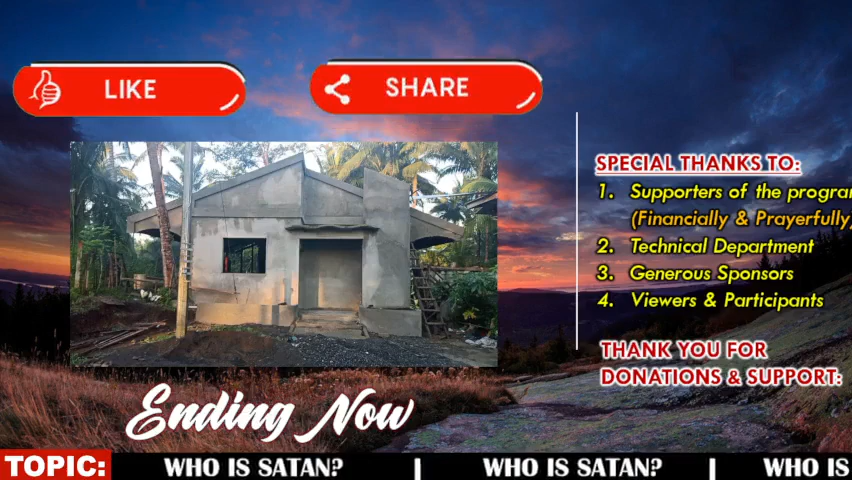 LIKE
SHARE
SPECIAL THANKS TO:
1. Supporters of the progra
(Financially & Prayerfully)
2. Technical Department
3. Generous Sponsors
4. Viewers & Participants
THANK YOU FOR
DONATIONS & SUPPORT:
Ending Now
TOPIC: WHO IS SATAN? | WHO IS SATAN? | WHO IS